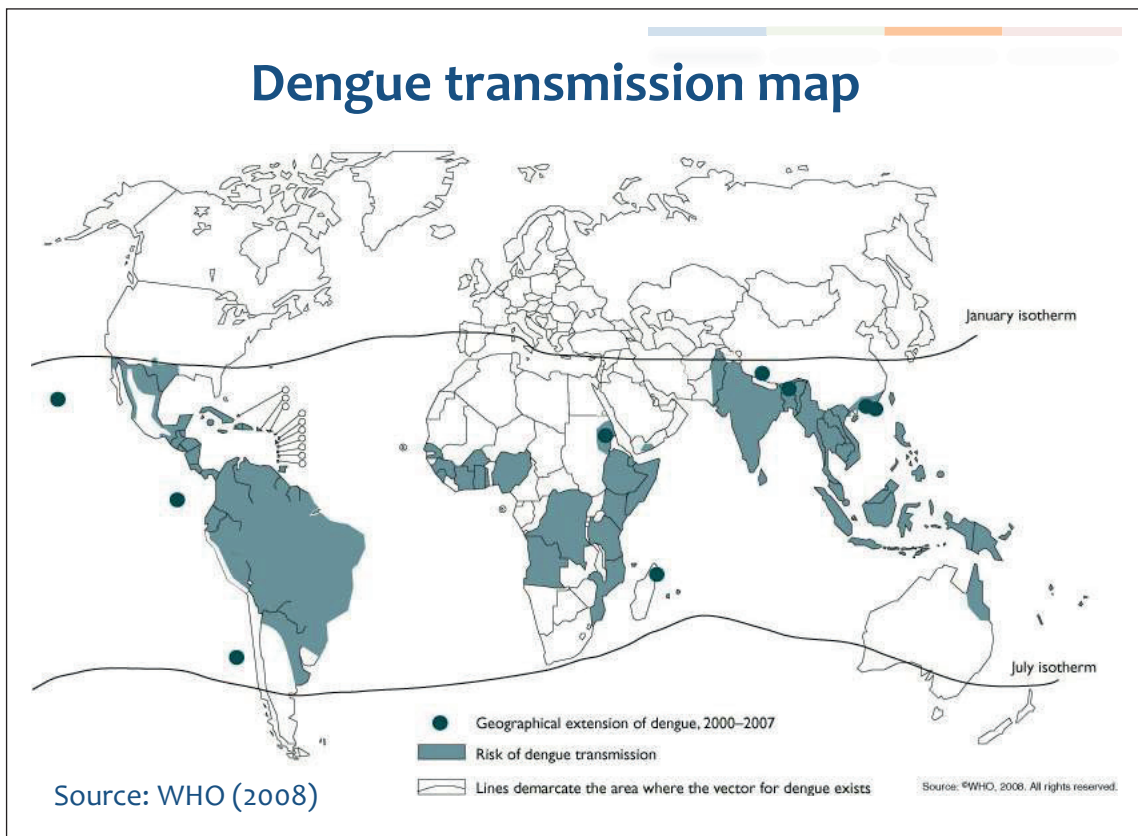 Dengue transmission map
January isotherm
July isotherm
Geographical extension of dengue, 2000–2007
Risk of dengue transmission
Lines demarcate the area where the vector for dengue exists
Source: WHO (2008)
Source: ©WHO, 2008. All rights reserved.